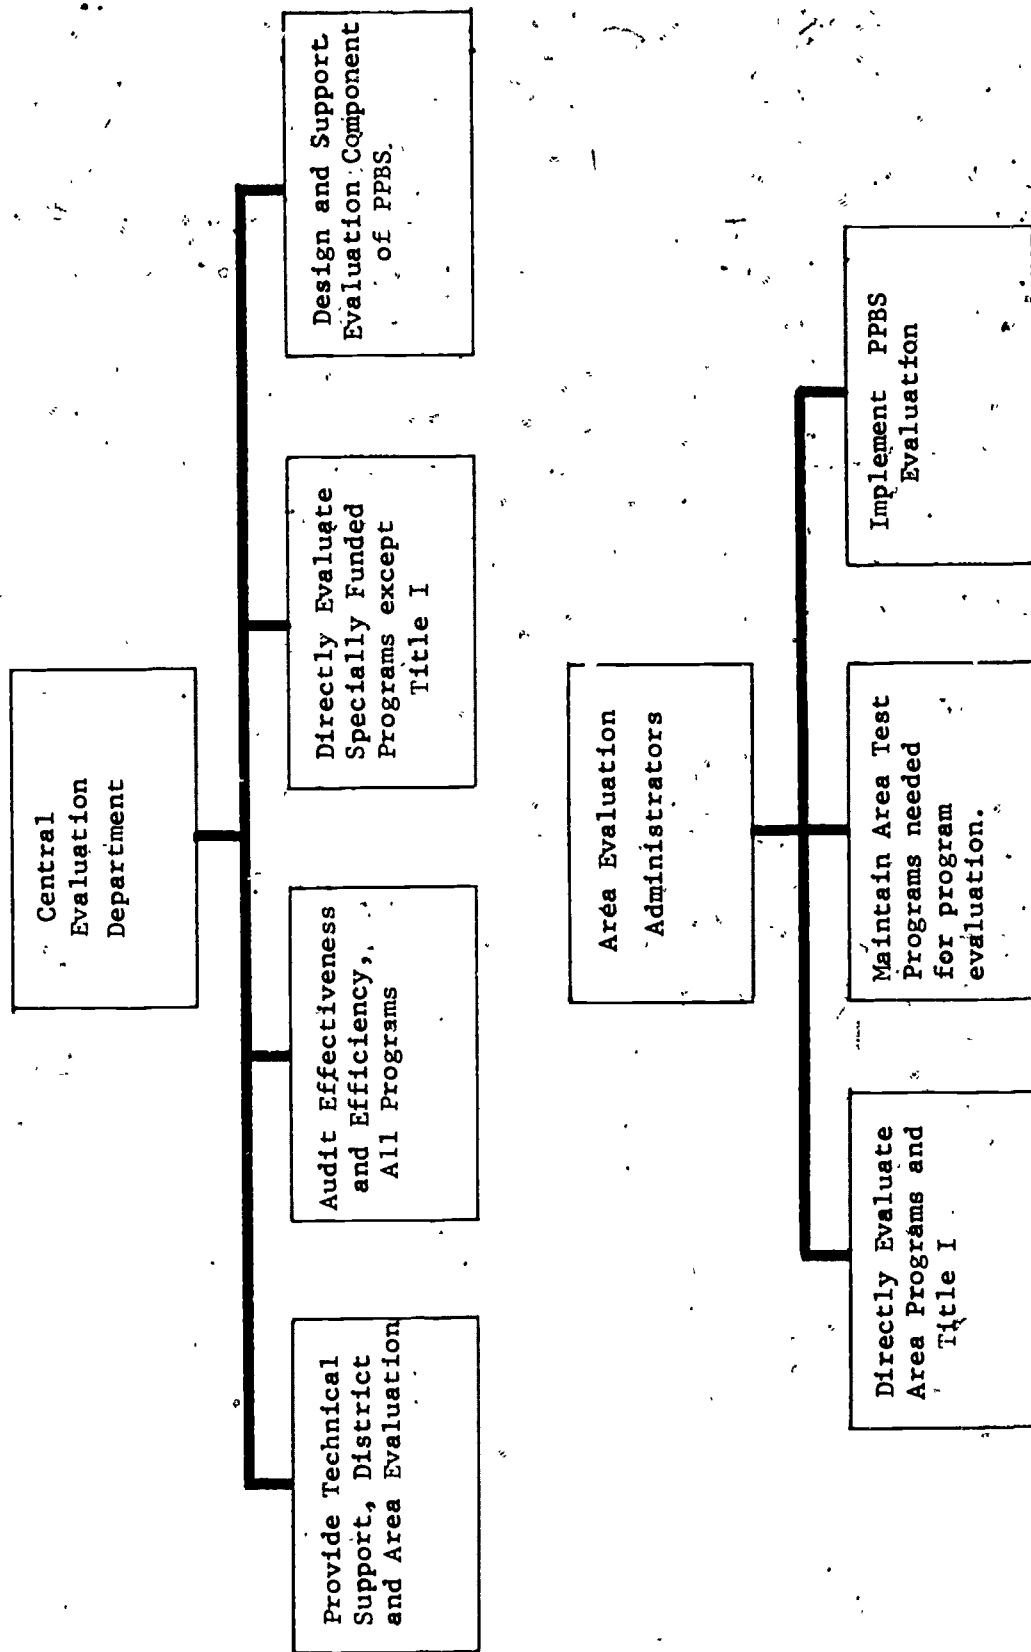 Central
Evaluation
Department
Provide Technical
Support, District
and Area Evaluation
Audit Effectiveness
and Efficiency,
All Programs
Directly Evaluate
Specially Funded
Programs except
Title I
Design and Support
Evaluation Component
of PPBS.
Area Evaluation
Administrators
Directly Evaluate
Area Programs and
Title I
Maintain Area Test
Programs needed
for program
evaluation.
Implement PPBS
Evaluation